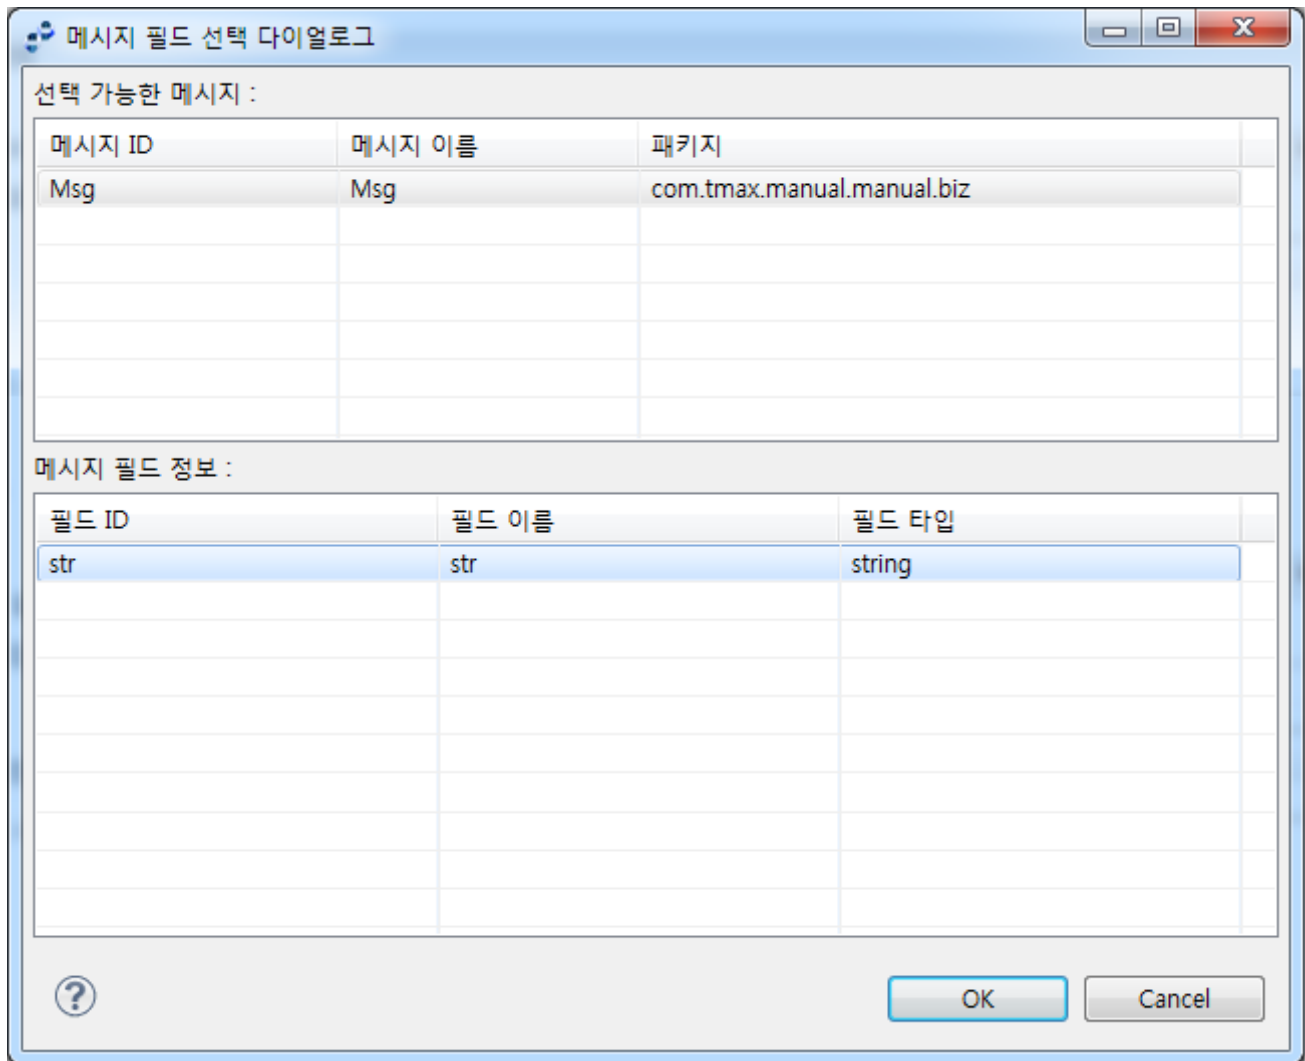 메시지 필드 선택 다이얼로그
선택 가능한 메시지 :
메시지 ID 메시지 이름 패키지
Msg Msg com.tmax.manual.manual.biz
메시지 필드 정보 :
필드 ID 필드 이름 필드 타입
str str string
OK Cancel